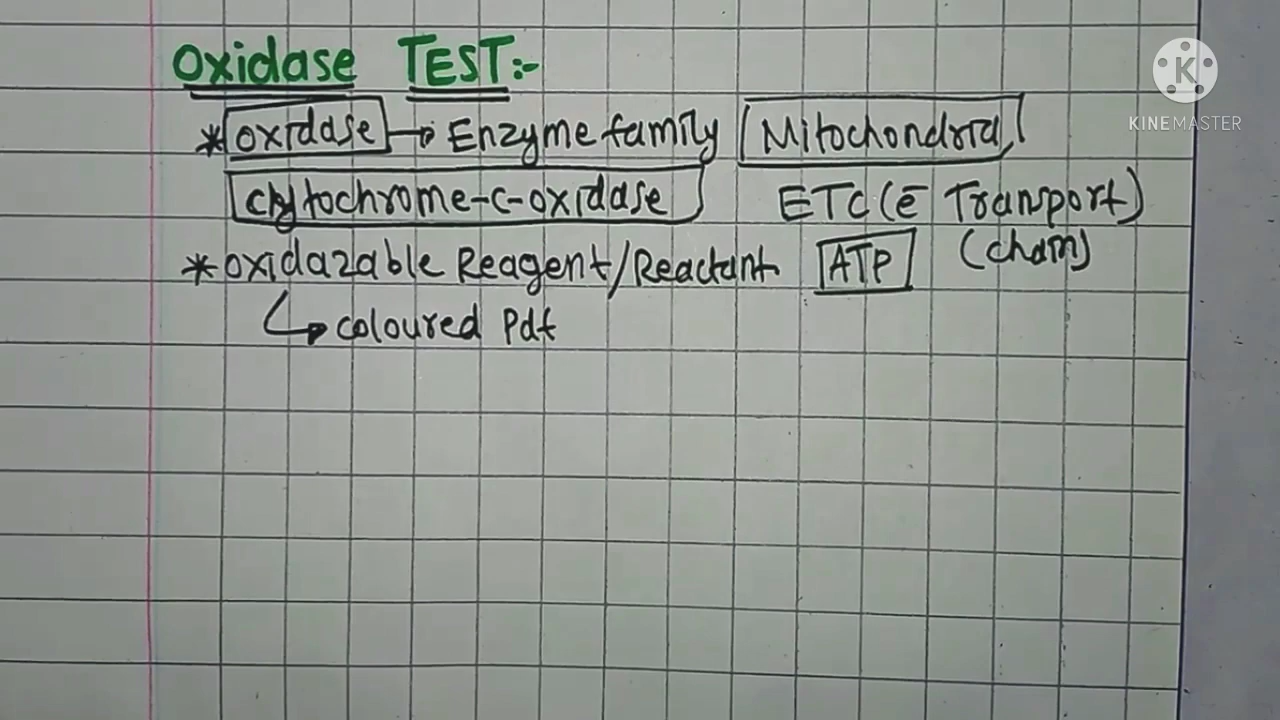 Oxidase TEST:-
*oxidase → Enzyme family Mitochondria
Cytochrome-c-oxidase ETC (ē Transport)
(chain)
*oxidazable Reagent/Reactant ATP
↳ coloured Pdt
K
KINEMASTER